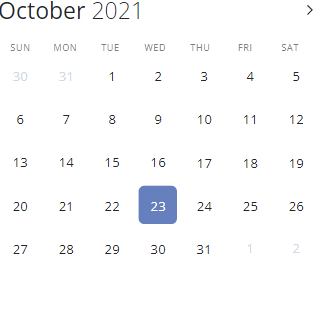 October 2021
SUN MON TUE WED THU FRI SAT
30 31 1 2 3 4 5
6 7 8 9 10 11 12
13 14 15 16 17 18 19
20 21 22 23 24 25 26
27 28 29 30 31 1 2